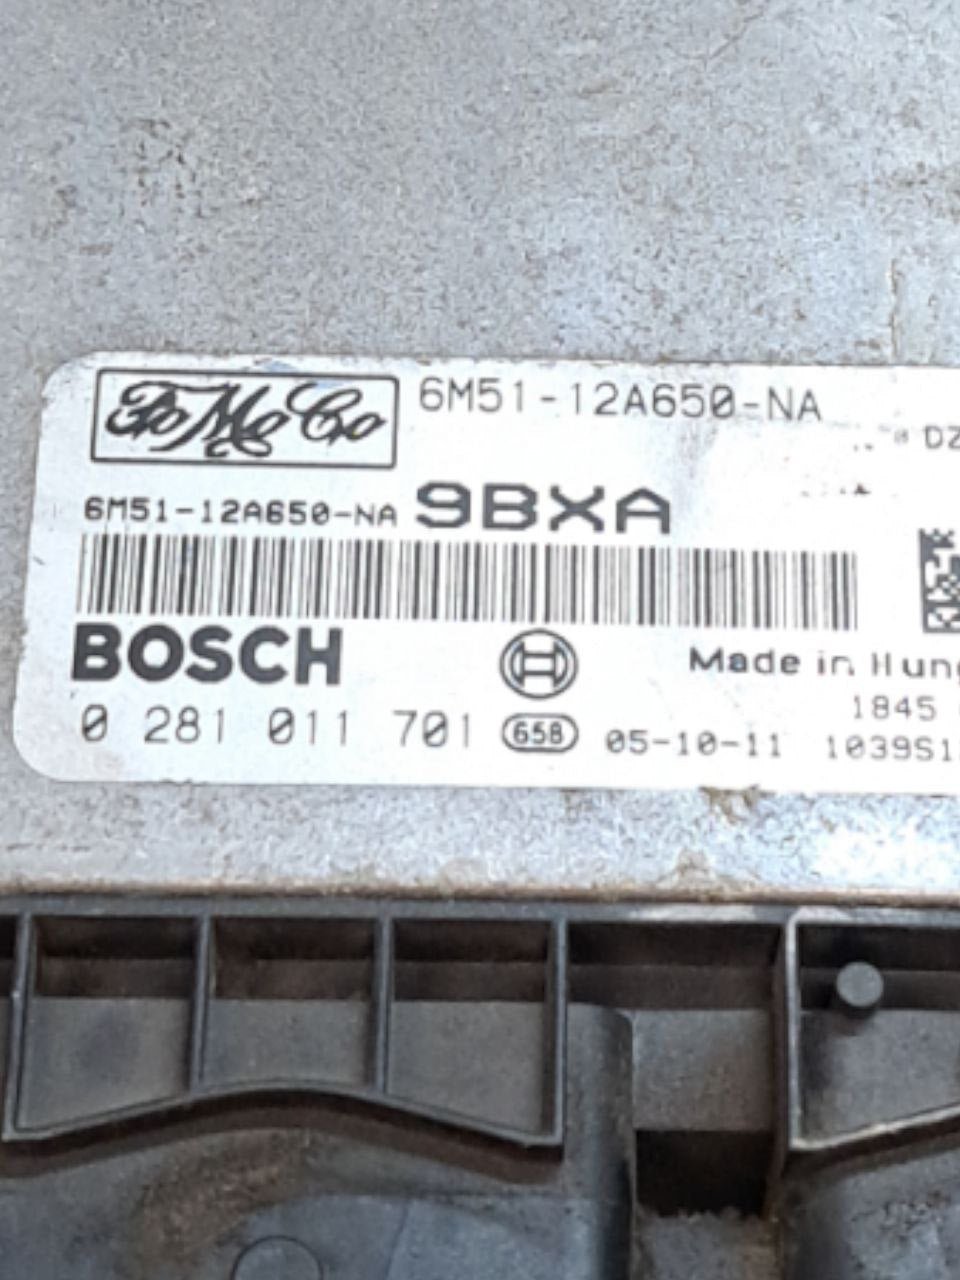 FoMoCo 6M51-12A650-NA
DZ
6M51-12A650-NA 9BXA
BOSCH Made in Hung
0 281 011 701 658 05-10-11 1845
1039S1